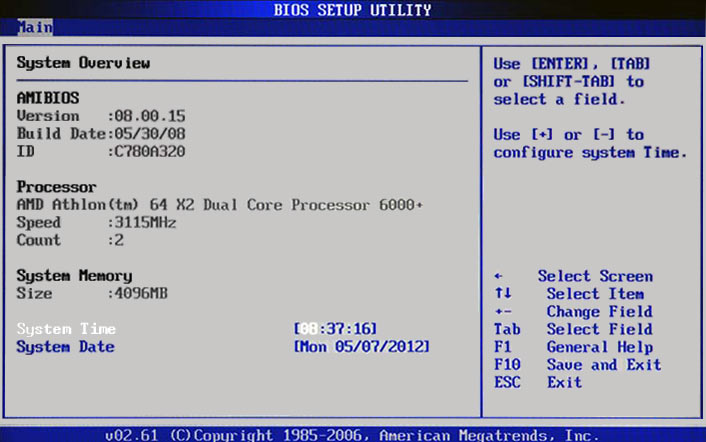 BIOS SETUP UTILITY
Main
System Overview
AMIBIOS
Version :08.00.15
Build Date:05/30/08
ID :C780A320
Processor
AMD Athlon(tm) 64 X2 Dual Core Processor 6000+
Speed :3115MHz
Count :2
System Memory
Size :4096MB
System Time [08:37:16]
System Date [Mon 05/07/2012]
Use [ENTER], [TAB]
or [SHIFT-TAB] to
select a field.
Use [+] or [-] to
configure system Time.
← Select Screen
↑↓ Select Item
+- Change Field
Tab Select Field
F1 General Help
F10 Save and Exit
ESC Exit
v02.61 (C)Copyright 1985-2006, American Megatrends, Inc.